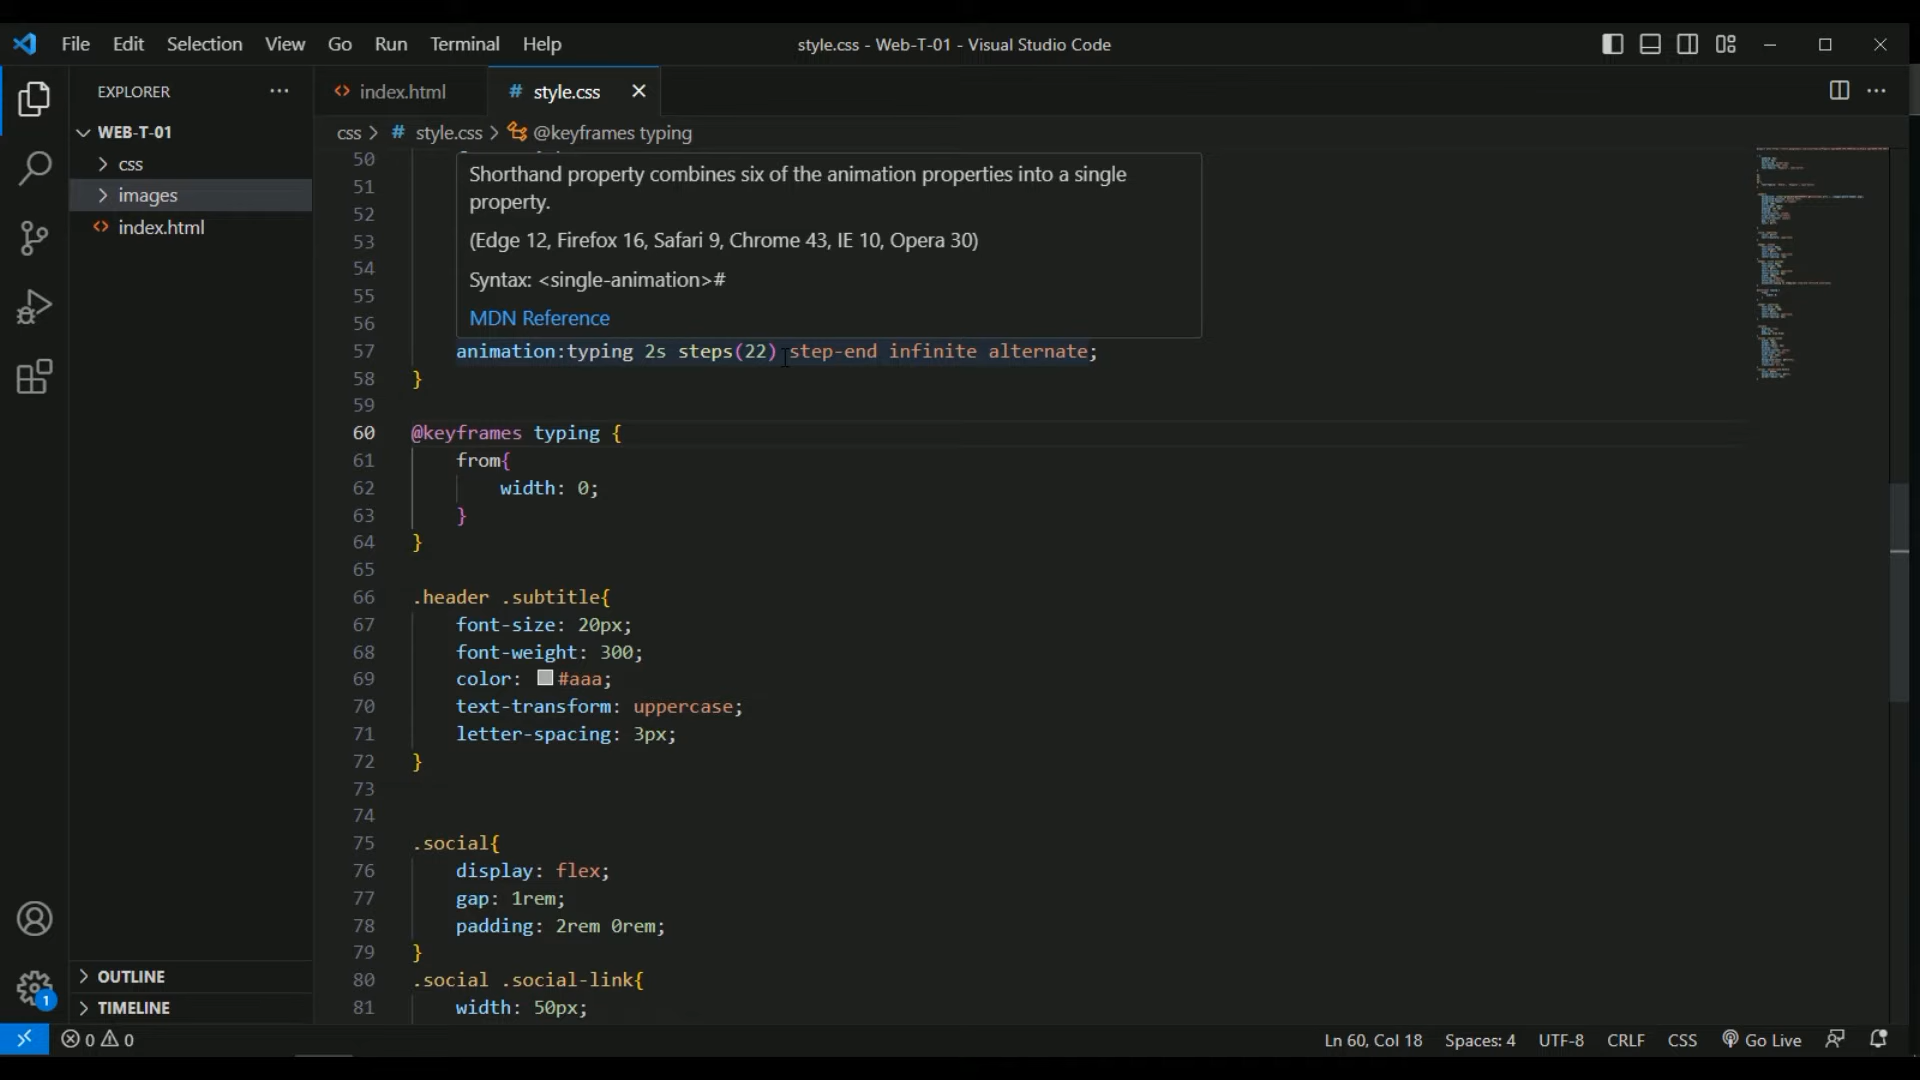 File Edit Selection View Go Run Terminal Help
style.css - Web-T-01 - Visual Studio Code
EXPLORER
WEB-T-01
css
images
index.html
OUTLINE
TIMELINE
index.html
# style.css
css > # style.css > @keyframes typing
50
Shorthand property combines six of the animation properties into a single
property.
(Edge 12, Firefox 16, Safari 9, Chrome 43, IE 10, Opera 30)
Syntax: <single-animation>#
MDN Reference
51
52
53
54
55
56
57 animation:typing 2s steps(22) step-end infinite alternate;
58 }
59
60 @keyframes typing {
61 from{
62 width: 0;
63 }
64 }
65
66 .header .subtitle{
67 font-size: 20px;
68 font-weight: 300;
69 color: #aaa;
70 text-transform: uppercase;
71 letter-spacing: 3px;
72 }
73
74
75 .social{
76 display: flex;
77 gap: 1rem;
78 padding: 2rem 0rem;
79 }
80 .social .social-link{
81 width: 50px;
1
0 0
Ln 60, Col 18 Spaces: 4 UTF-8 CRLF CSS Go Live